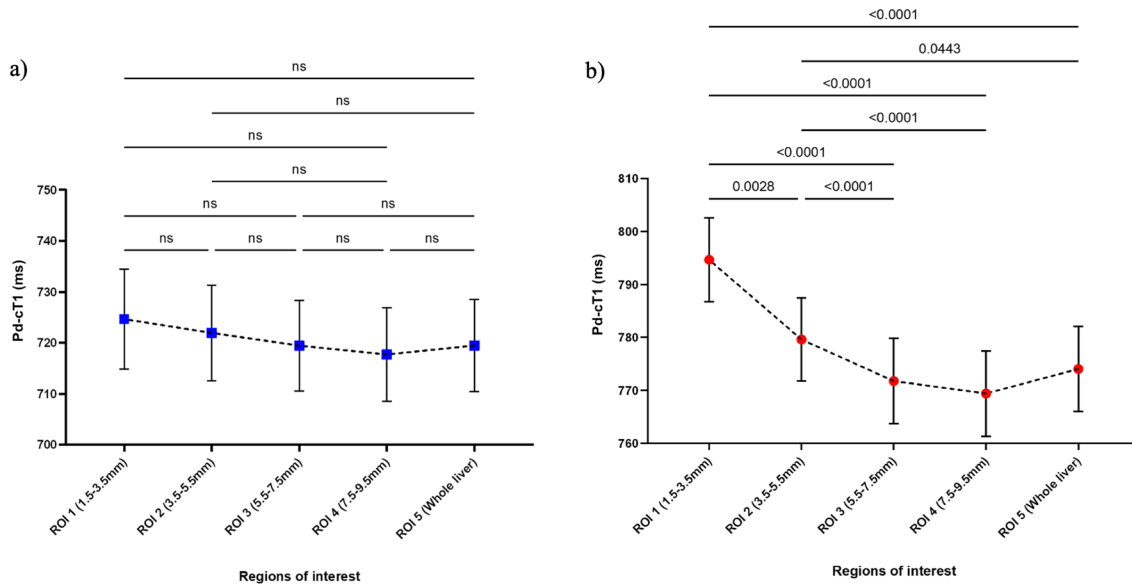 a)
ns
ns
ns
ns
ns
ns
ns
ns
ns
ns
750
740
730
720
710
700
Pd-cT1 (ms)
ROI 1 (1.5-3.5mm)
ROI 2 (3.5-5.5mm)
ROI 3 (5.5-7.5mm)
ROI 4 (7.5-9.5mm)
ROI 5 (Whole liver)
Regions of interest
b)
<0.0001
0.0443
<0.0001
<0.0001
<0.0001
0.0028
<0.0001
810
800
790
780
770
760
Pd-cT1 (ms)
ROI 1 (1.5-3.5mm)
ROI 2 (3.5-5.5mm)
ROI 3 (5.5-7.5mm)
ROI 4 (7.5-9.5mm)
ROI 5 (Whole liver)
Regions of interest